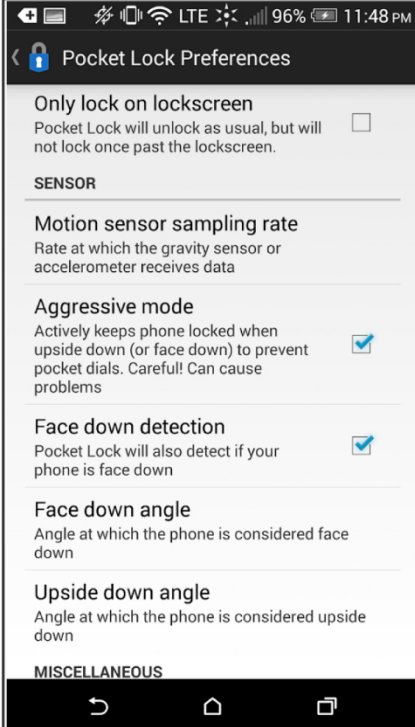 LTE 96% 11:48 PM
Pocket Lock Preferences
Only lock on lockscreen
Pocket Lock will unlock as usual, but will
not lock once past the lockscreen.
SENSOR
Motion sensor sampling rate
Rate at which the gravity sensor or
accelerometer receives data
Aggressive mode
Actively keeps phone locked when
upside down (or face down) to prevent
pocket dials. Careful! Can cause
problems
Face down detection
Pocket Lock will also detect if your
phone is face down
Face down angle
Angle at which the phone is considered face
down
Upside down angle
Angle at which the phone is considered upside
down
MISCELLANEOUS